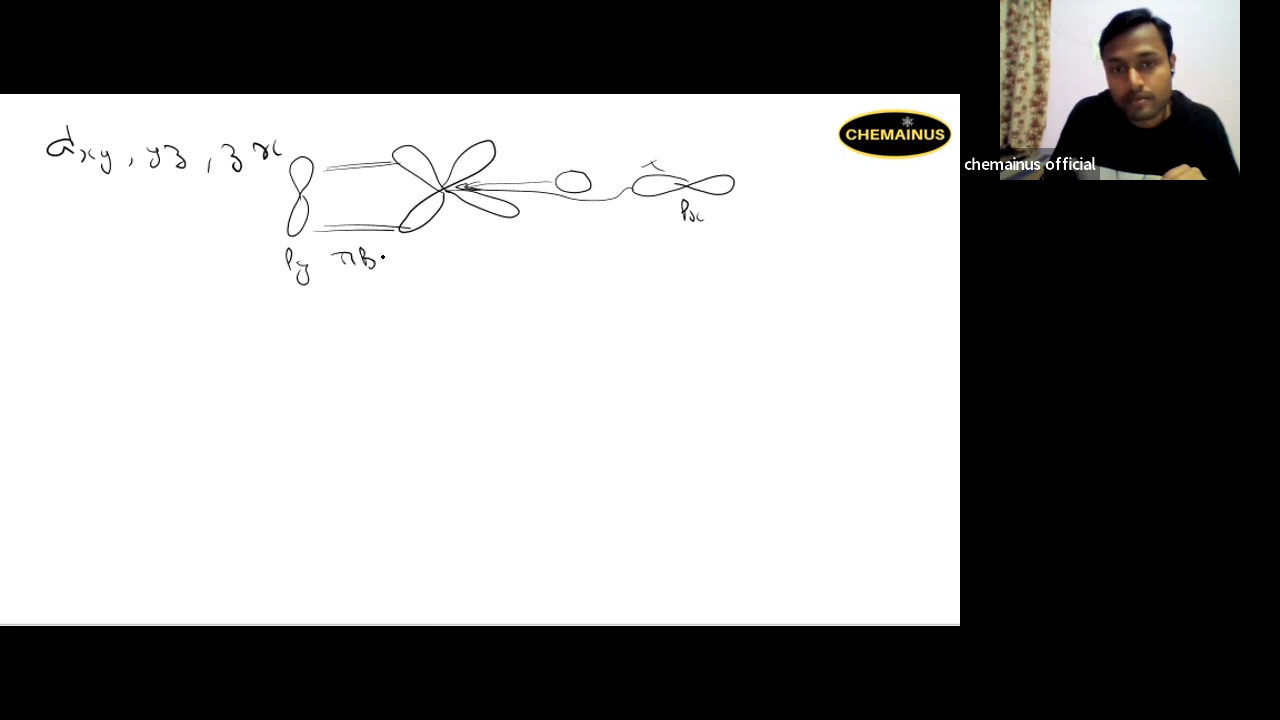 dxy, yz, zx
CHEMAINUS
chemainus official
x
Px
Py πB.